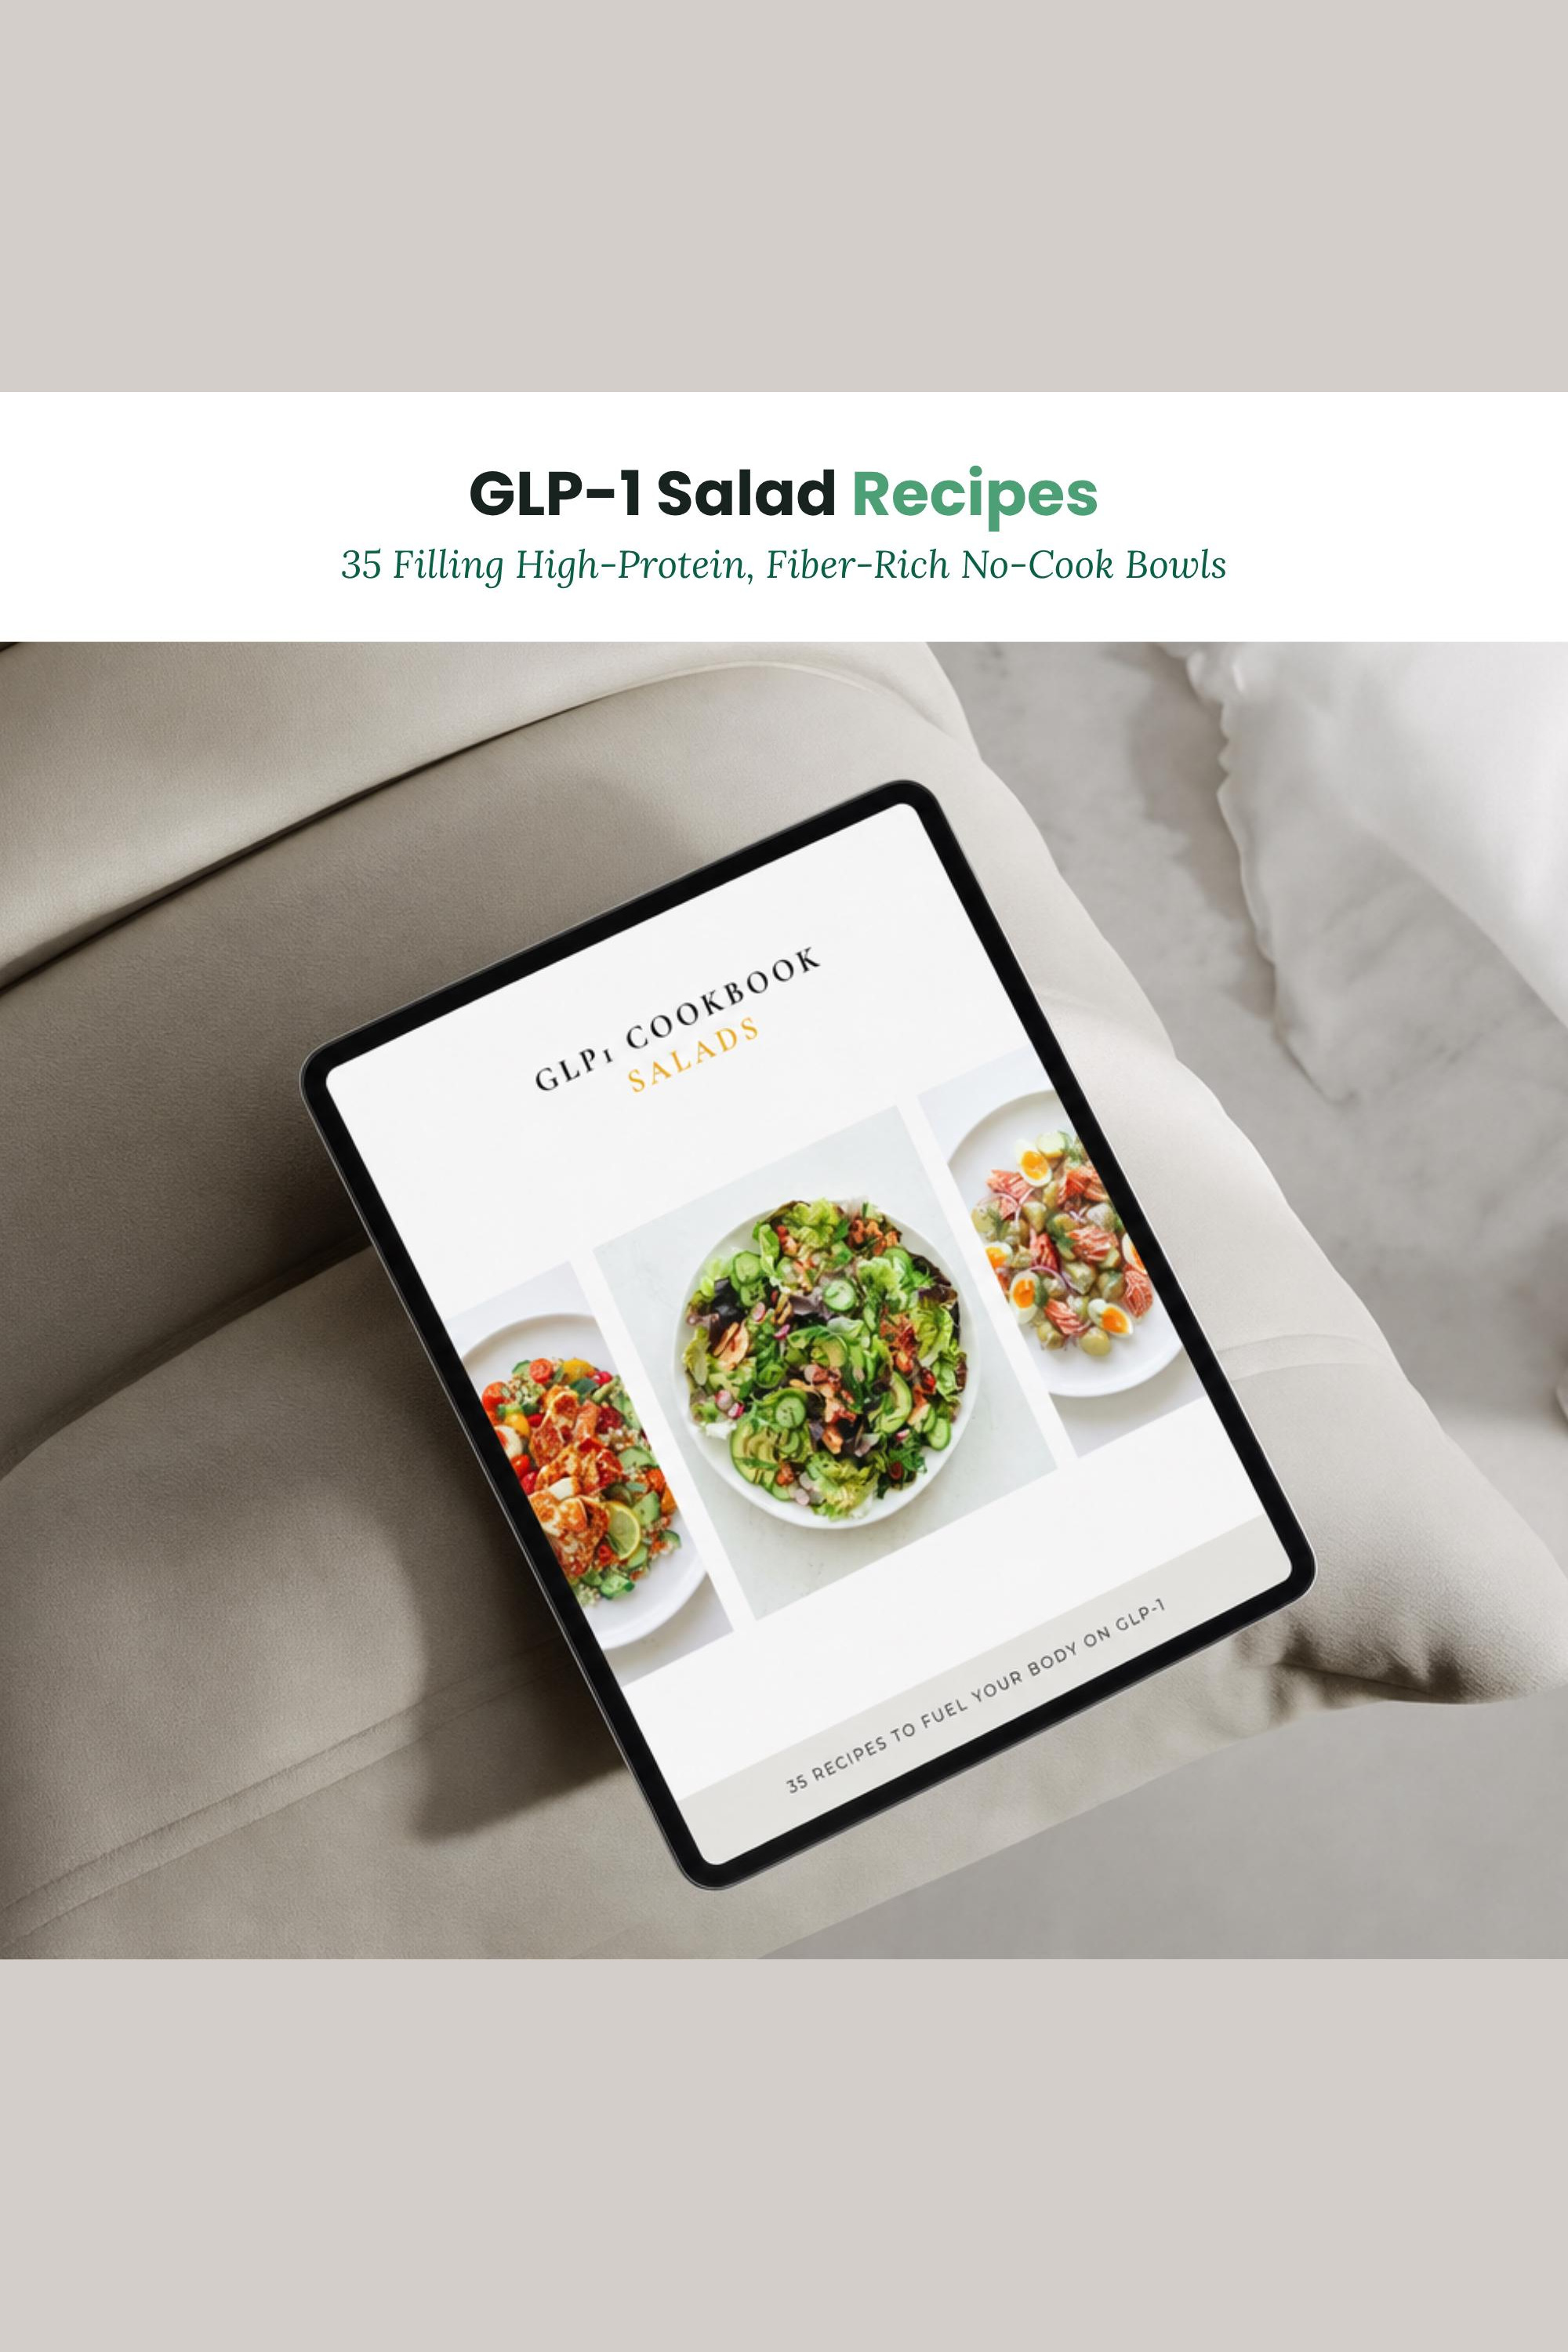 GLP-1 Salad Recipes
35 Filling High-Protein, Fiber-Rich No-Cook Bowls
GLP1 COOKBOOK
SALADS
35 RECIPES TO FUEL YOUR BODY ON GLP-1